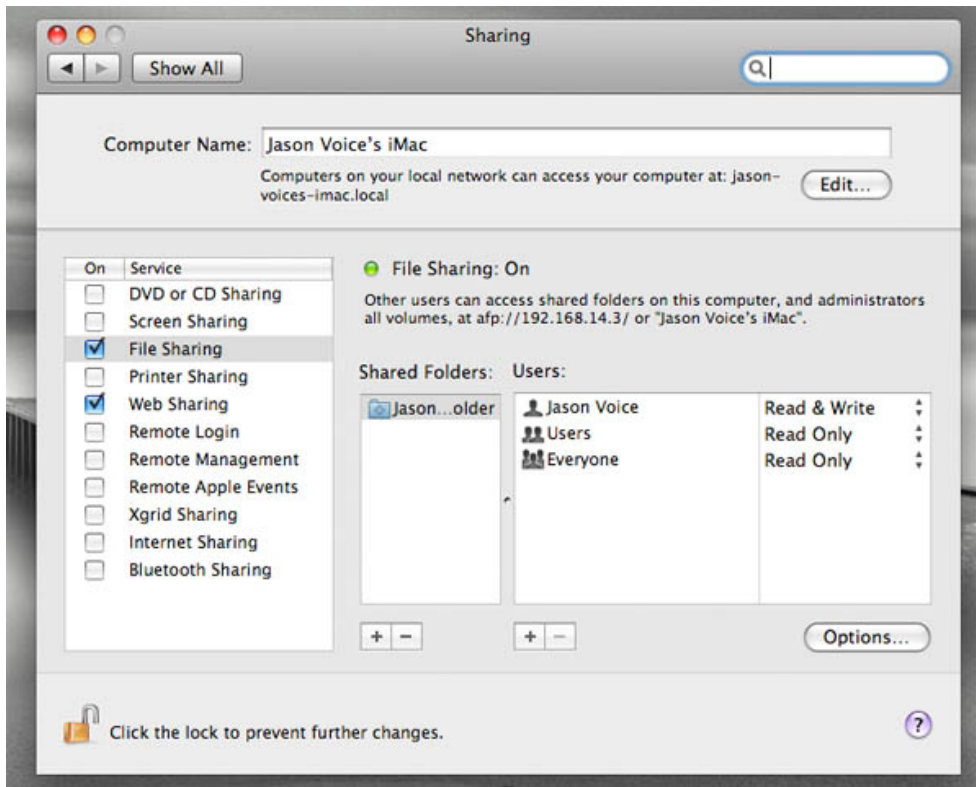 Sharing
Show All
Computer Name: Jason Voice's iMac
Computers on your local network can access your computer at: jason-
voices-imac.local
Edit...
On Service
DVD or CD Sharing
Screen Sharing
File Sharing
Printer Sharing
Web Sharing
Remote Login
Remote Management
Remote Apple Events
Xgrid Sharing
Internet Sharing
Bluetooth Sharing
File Sharing: On
Other users can access shared folders on this computer, and administrators
all volumes, at afp://192.168.14.3/ or "Jason Voice's iMac".
Shared Folders: Users:
Jason...older
Jason Voice Read & Write
Users Read Only
Everyone Read Only
+ − + −
Options...
Click the lock to prevent further changes.
?